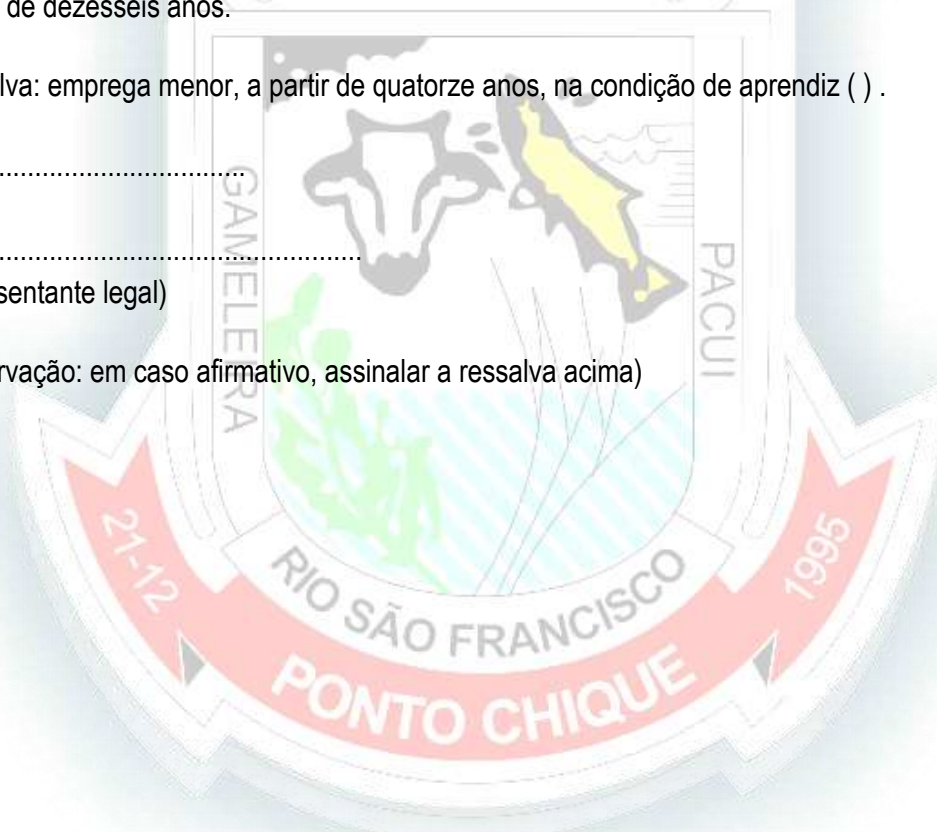 de dezesseis anos.
lva: emprega menor, a partir de quatorze anos, na condição de aprendiz ( ) .
..................................
...................................................
sentante legal)
rvação: em caso afirmativo, assinalar a ressalva acima)
GAMELEIRA
PACUI
RIO SÃO FRANCISCO
21-12
PONTO CHIQUE
1995